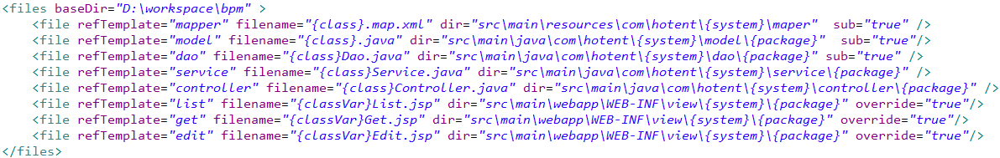 <files baseDir="D:\workspace\bpm" >
<file refTemplate="mapper" filename="{class}.map.xml" dir="src\main\resources\com\hotent\{system}\maper"  sub="true" />
<file refTemplate="model" filename="{class}.java" dir="src\main\java\com\hotent\{system}\model\{package}"  sub="true"/>
<file refTemplate="dao" filename="{class}Dao.java" dir="src\main\java\com\hotent\{system}\dao\{package}" sub="true" />
<file refTemplate="service" filename="{class}Service.java" dir="src\main\java\com\hotent\{system}\service\{package}" />
<file refTemplate="controller" filename="{class}Controller.java" dir="src\main\java\com\hotent\{system}\controller\{package}" />
<file refTemplate="list" filename="{classVar}List.jsp" dir="src\main\webapp\WEB-INF\view\{system}\{package}" override="true"/>
<file refTemplate="get" filename="{classVar}Get.jsp" dir="src\main\webapp\WEB-INF\view\{system}\{package}" override="true"/>
<file refTemplate="edit" filename="{classVar}Edit.jsp" dir="src\main\webapp\WEB-INF\view\{system}\{package}" override="true"/>
</files>